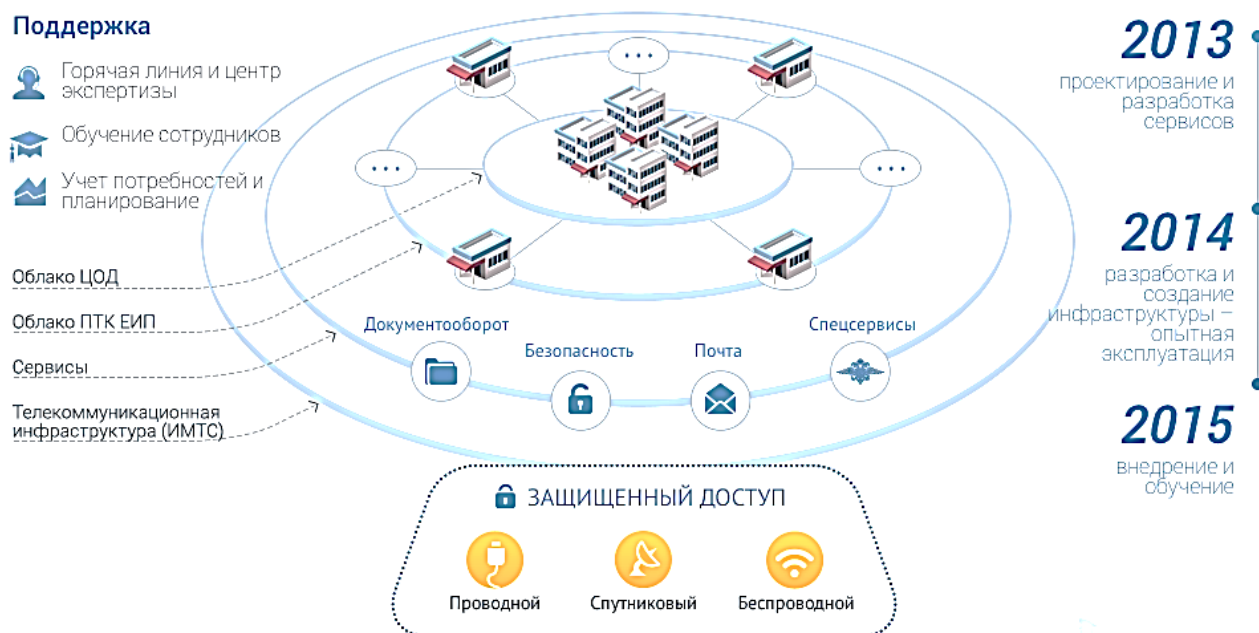 Поддержка
Горячая линия и центр
экспертизы
Обучение сотрудников
Учет потребностей и
планирование
Облако ЦОД
Облако ПТК ЕИП
Сервисы
Телекоммуникационная
инфраструктура (ИМТС)
Документооборот
Безопасность
Почта
Спецсервисы
ЗАЩИЩЕННЫЙ ДОСТУП
Проводной
Спутниковый
Беспроводной
2013
проектирование и
разработка
сервисов
2014
разработка и
создание
инфраструктуры –
опытная
эксплуатация
2015
внедрение и
обучение